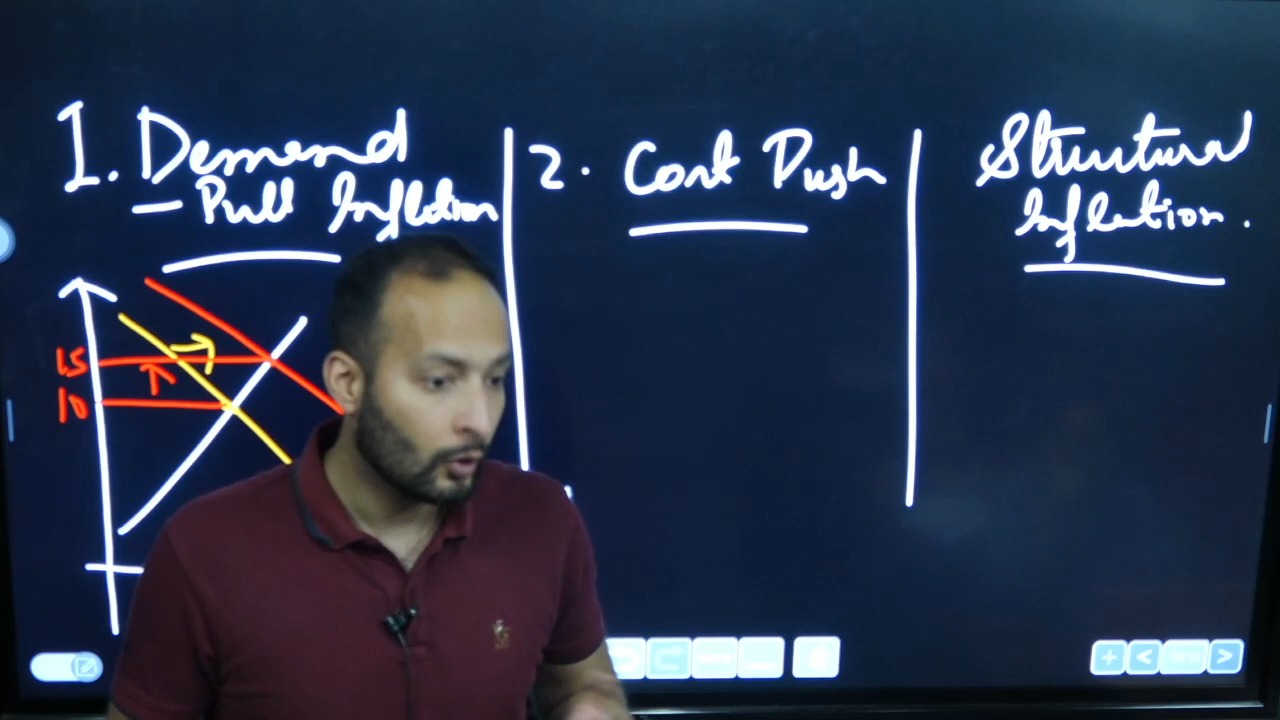 1. Demand
– Pull Inflation
2. Cost Push
Structural
Inflation.
15
10